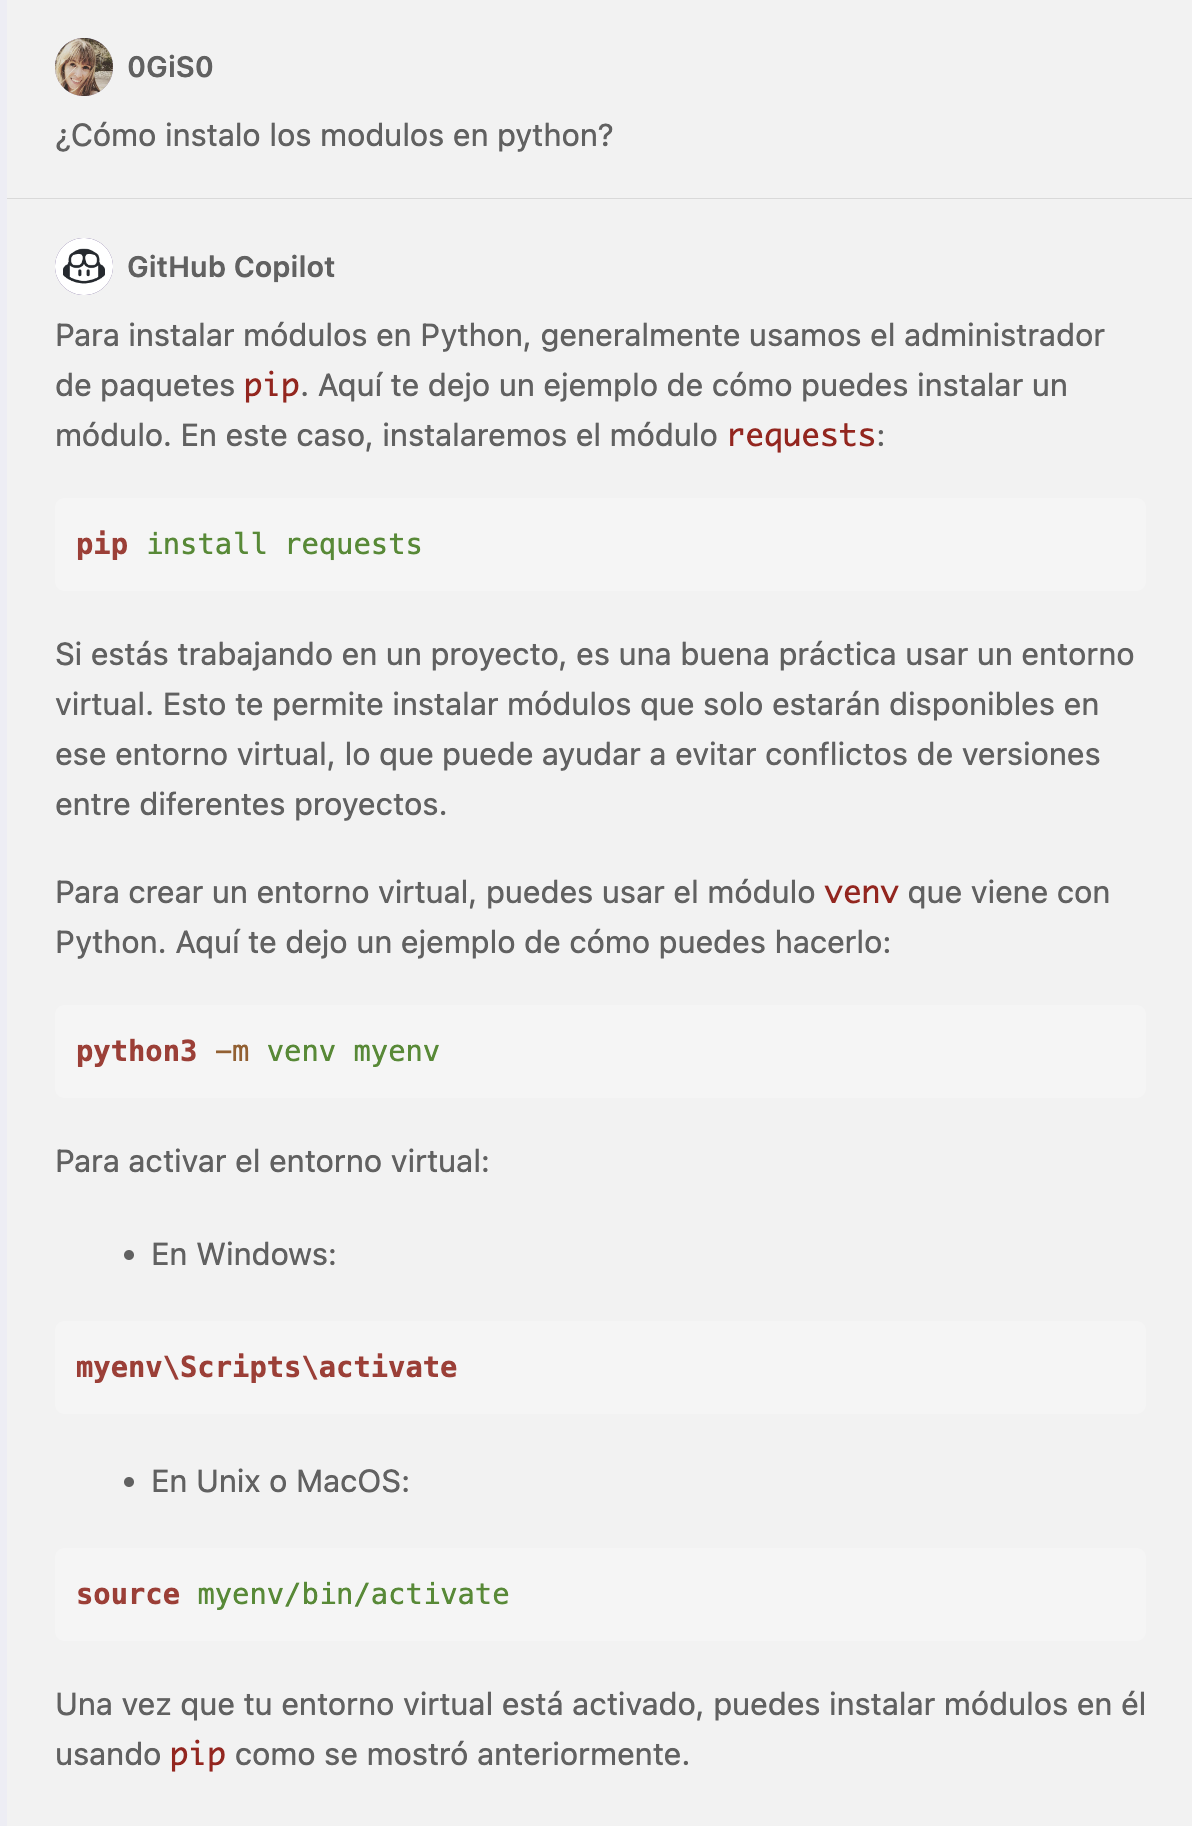 0GiS0
¿Cómo instalo los modulos en python?
GitHub Copilot
Para instalar módulos en Python, generalmente usamos el administrador
de paquetes pip. Aquí te dejo un ejemplo de cómo puedes instalar un
módulo. En este caso, instalaremos el módulo requests:
pip install requests
Si estás trabajando en un proyecto, es una buena práctica usar un entorno
virtual. Esto te permite instalar módulos que solo estarán disponibles en
ese entorno virtual, lo que puede ayudar a evitar conflictos de versiones
entre diferentes proyectos.
Para crear un entorno virtual, puedes usar el módulo venv que viene con
Python. Aquí te dejo un ejemplo de cómo puedes hacerlo:
python3 -m venv myenv
Para activar el entorno virtual:
• En Windows:
myenv\Scripts\activate
• En Unix o MacOS:
source myenv/bin/activate
Una vez que tu entorno virtual está activado, puedes instalar módulos en él
usando pip como se mostró anteriormente.